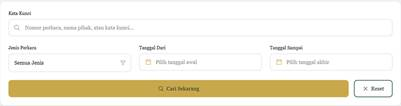 Kata Kunci
Nomor perkara, nama pihak, atau kata kunci...
Jenis Perkara
Tanggal Dari
Tanggal Sampai
Semua Jenis
Pilih tanggal awal
Pilih tanggal akhir
Cari Sekarang
Reset